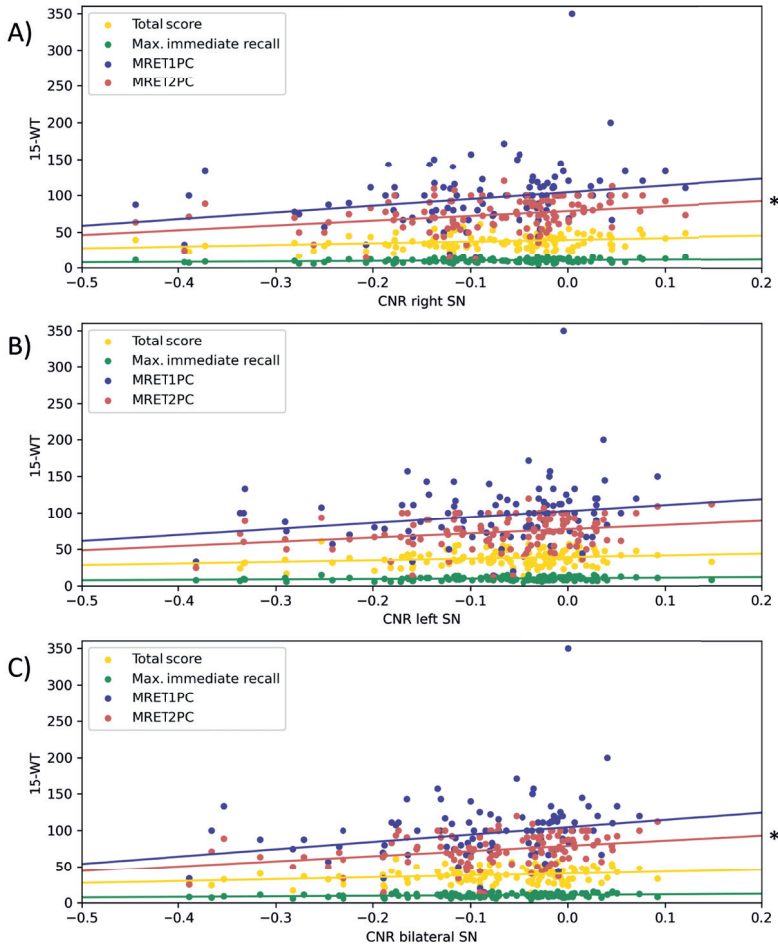 A)
Total score
Max. immediate recall
MRET1PC
MRET2PC
15-WT
350
300
250
200
150
100
50
0
−0.5 −0.4 −0.3 −0.2 −0.1 0.0 0.1 0.2
CNR right SN
*
B)
Total score
Max. immediate recall
MRET1PC
MRET2PC
15-WT
350
300
250
200
150
100
50
0
−0.5 −0.4 −0.3 −0.2 −0.1 0.0 0.1 0.2
CNR left SN
C)
Total score
Max. immediate recall
MRET1PC
MRET2PC
15-WT
350
300
250
200
150
100
50
0
−0.5 −0.4 −0.3 −0.2 −0.1 0.0 0.1 0.2
CNR bilateral SN
*